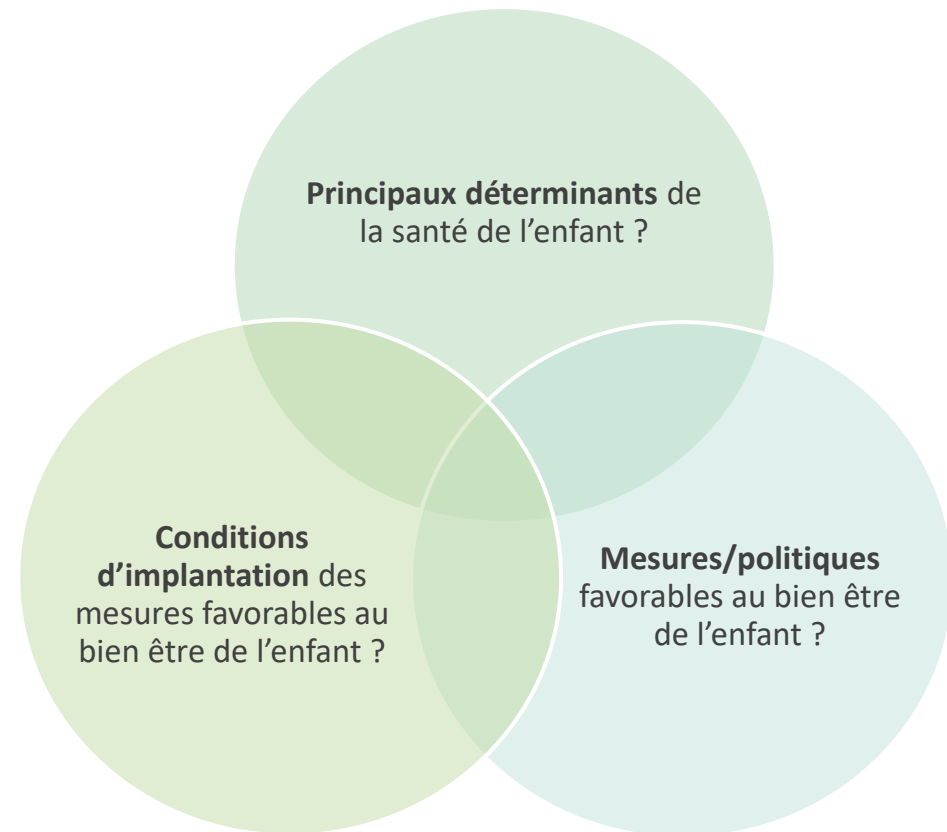 Principaux déterminants de
la santé de l’enfant ?
Conditions
d’implantation des
mesures favorables au
bien être de l’enfant ?
Mesures/politiques
favorables au bien être
de l’enfant ?